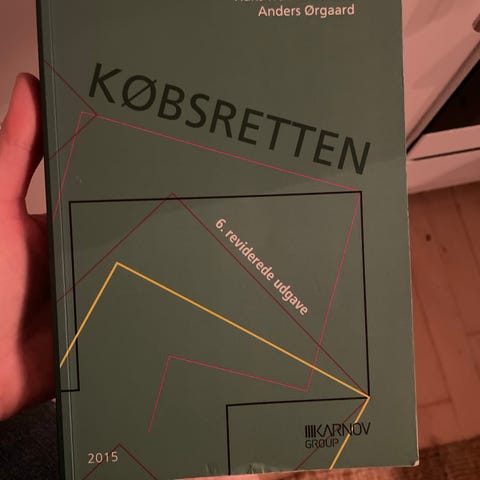 Anders Ørgaard
KØBSRETTEN
6. reviderede udgave
KARNOV
GROUP
2015